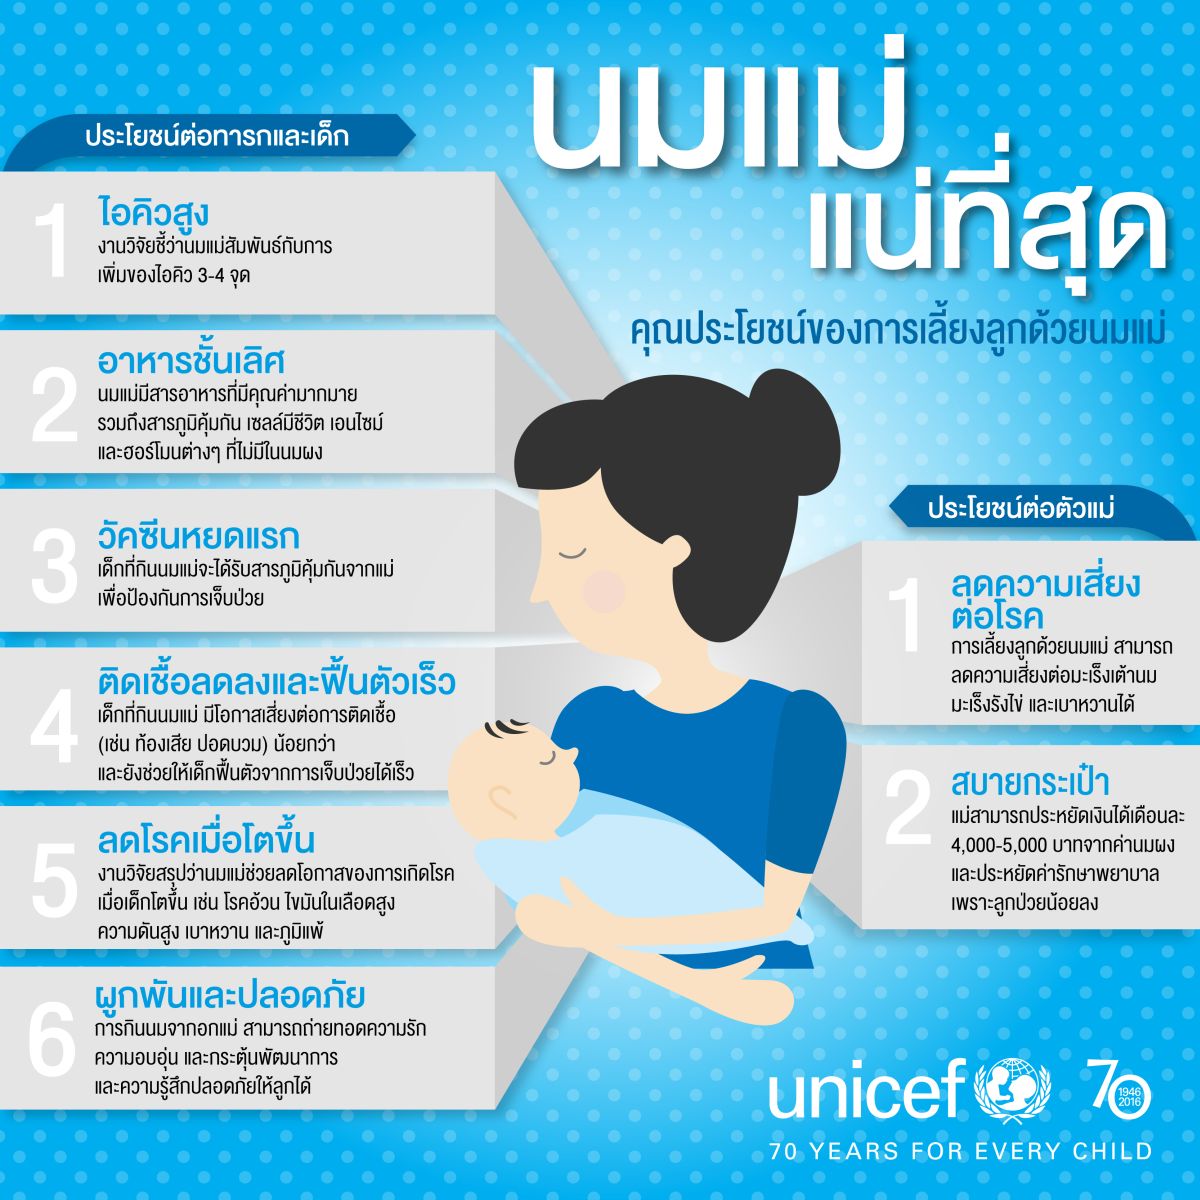 นมแม่
แน่ที่สุด
คุณประโยชน์ของการเลี้ยงลูกด้วยนมแม่
ประโยชน์ต่อทารกและเด็ก
1
ไอคิวสูง
งานวิจัยชี้ว่านมแม่สัมพันธ์กับการ
เพิ่มของไอคิว 3-4 จุด
2
อาหารชั้นเลิศ
นมแม่มีสารอาหารที่มีคุณค่ามากมาย
รวมถึงสารภูมิคุ้มกัน เซลล์มีชีวิต เอนไซม์
และฮอร์โมนต่างๆ ที่ไม่มีในนมผง
3
วัคซีนหยดแรก
เด็กที่กินนมแม่จะได้รับสารภูมิคุ้มกันจากแม่
เพื่อป้องกันการเจ็บป่วย
4
ติดเชื้อลดลงและฟื้นตัวเร็ว
เด็กที่กินนมแม่ มีโอกาสเสี่ยงต่อการติดเชื้อ
(เช่น ท้องเสีย ปอดบวม) น้อยกว่า
และยังช่วยให้เด็กฟื้นตัวจากการเจ็บป่วยได้เร็ว
5
ลดโรคเมื่อโตขึ้น
งานวิจัยสรุปว่านมแม่ช่วยลดโอกาสของการเกิดโรค
เมื่อเด็กโตขึ้น เช่น โรคอ้วน ไขมันในเลือดสูง
ความดันสูง เบาหวาน และภูมิแพ้
6
ผูกพันและปลอดภัย
การกินนมจากอกแม่ สามารถถ่ายทอดความรัก
ความอบอุ่น และกระตุ้นพัฒนาการ
และความรู้สึกปลอดภัยให้ลูกได้
ประโยชน์ต่อตัวแม่
1
ลดความเสี่ยง
ต่อโรค
การเลี้ยงลูกด้วยนมแม่ สามารถ
ลดความเสี่ยงต่อมะเร็งเต้านม
มะเร็งรังไข่ และเบาหวานได้
2
สบายกระเป๋า
แม่สามารถประหยัดเงินได้เดือนละ
4,000-5,000 บาทจากค่านมผง
และประหยัดค่ารักษาพยาบาล
เพราะลูกป่วยน้อยลง
unicef
70
1946
2016
70 YEARS FOR EVERY CHILD